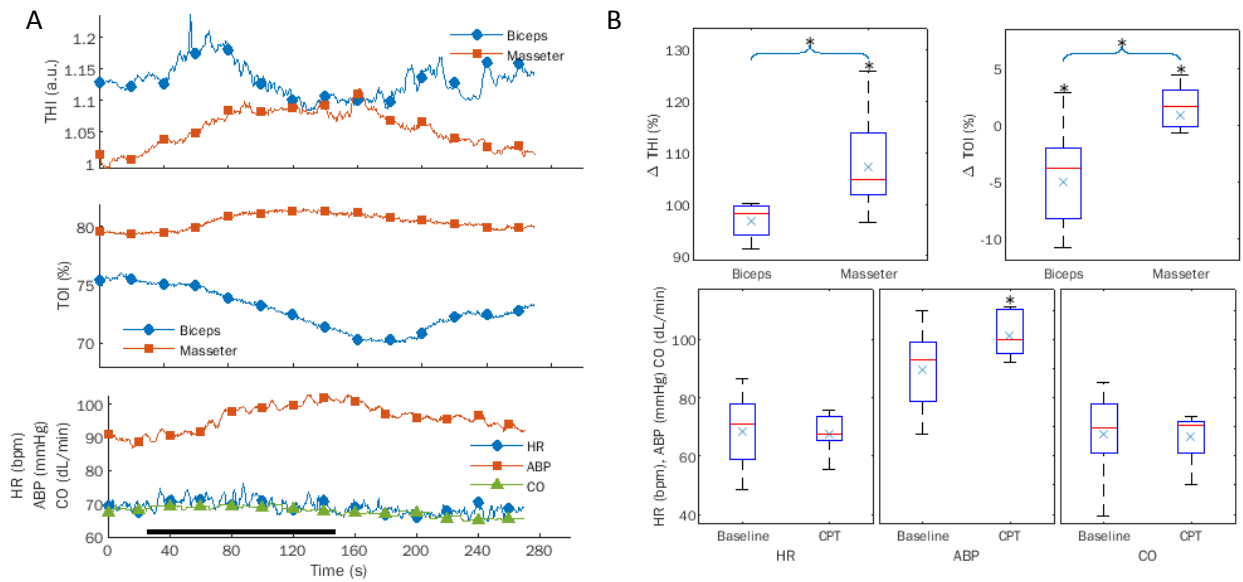 A
1.2
1.15
1.1
1.05
1
THI (a.u.)
Biceps
Masseter
80
75
70
TOI (%)
Biceps
Masseter
100
90
80
70
60
HR (bpm)
ABP (mmHg)
CO (dL/min)
HR
ABP
CO
0 40 80 120 160 200 240 280
Time (s)
B
130
120
110
100
90
Δ THI (%)
*
*
Biceps Masseter
5
0
-5
-10
Δ TOI (%)
*
*
*
Biceps Masseter
100
80
60
40
HR (bpm), ABP (mmHg) CO (dL/min)
*
Baseline CPT Baseline CPT Baseline CPT
HR ABP CO